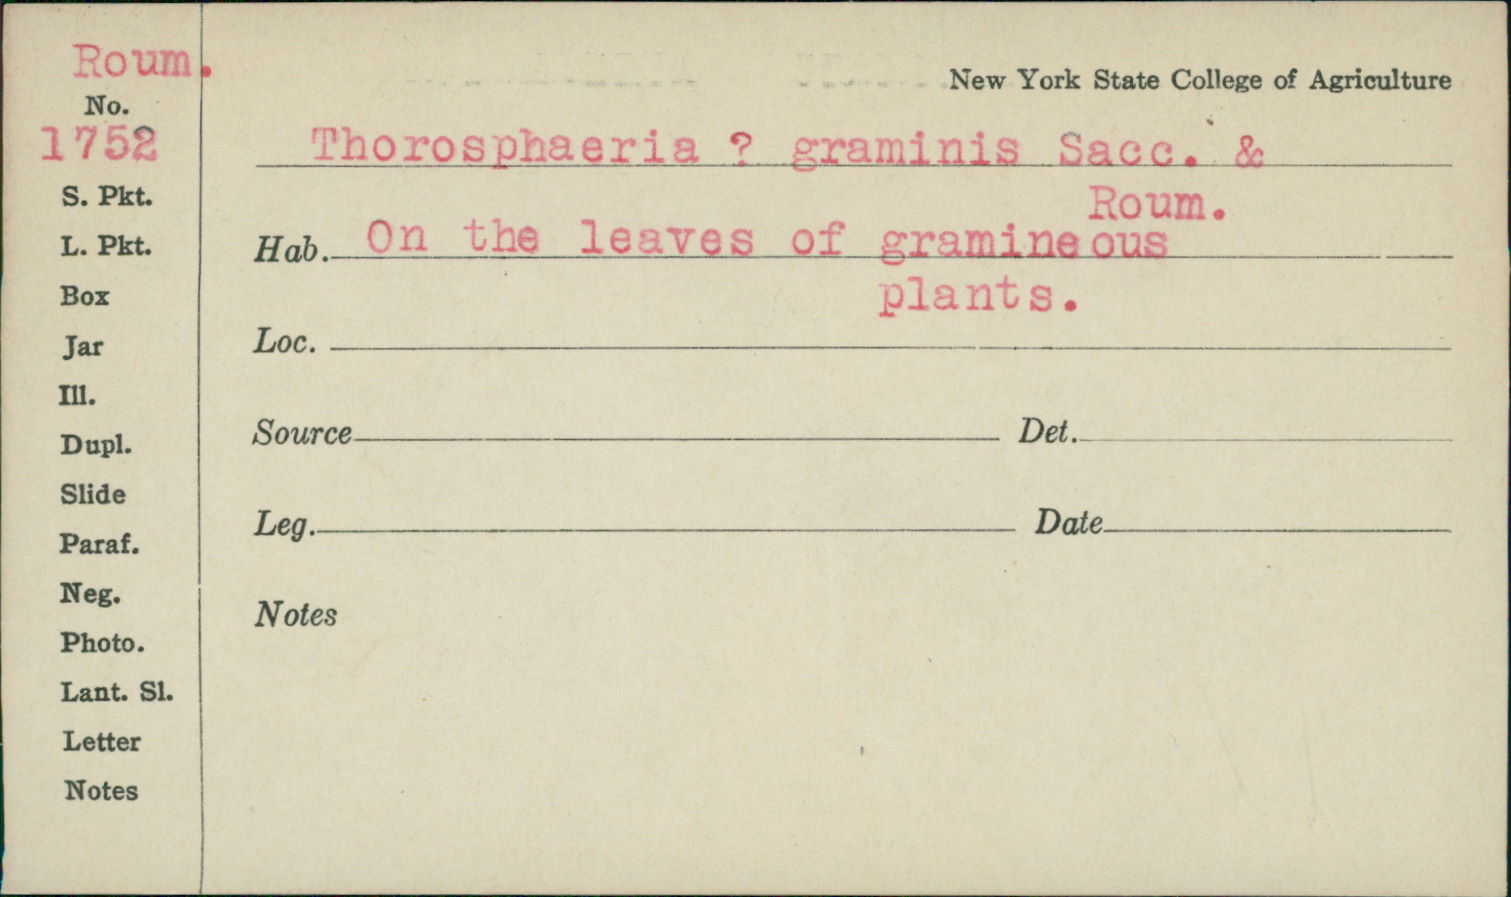 Roum.
New York State College of Agriculture
No.
1752
Thorosphaeria ? graminis Sacc. &
Roum.
S. Pkt.
Hab. On the leaves of gramineous
plants.
L. Pkt.
Box
Loc.
Jar
Ill.
Source Det.
Dupl.
Slide
Leg. Date
Paraf.
Neg.
Notes
Photo.
Lant. Sl.
Letter
Notes